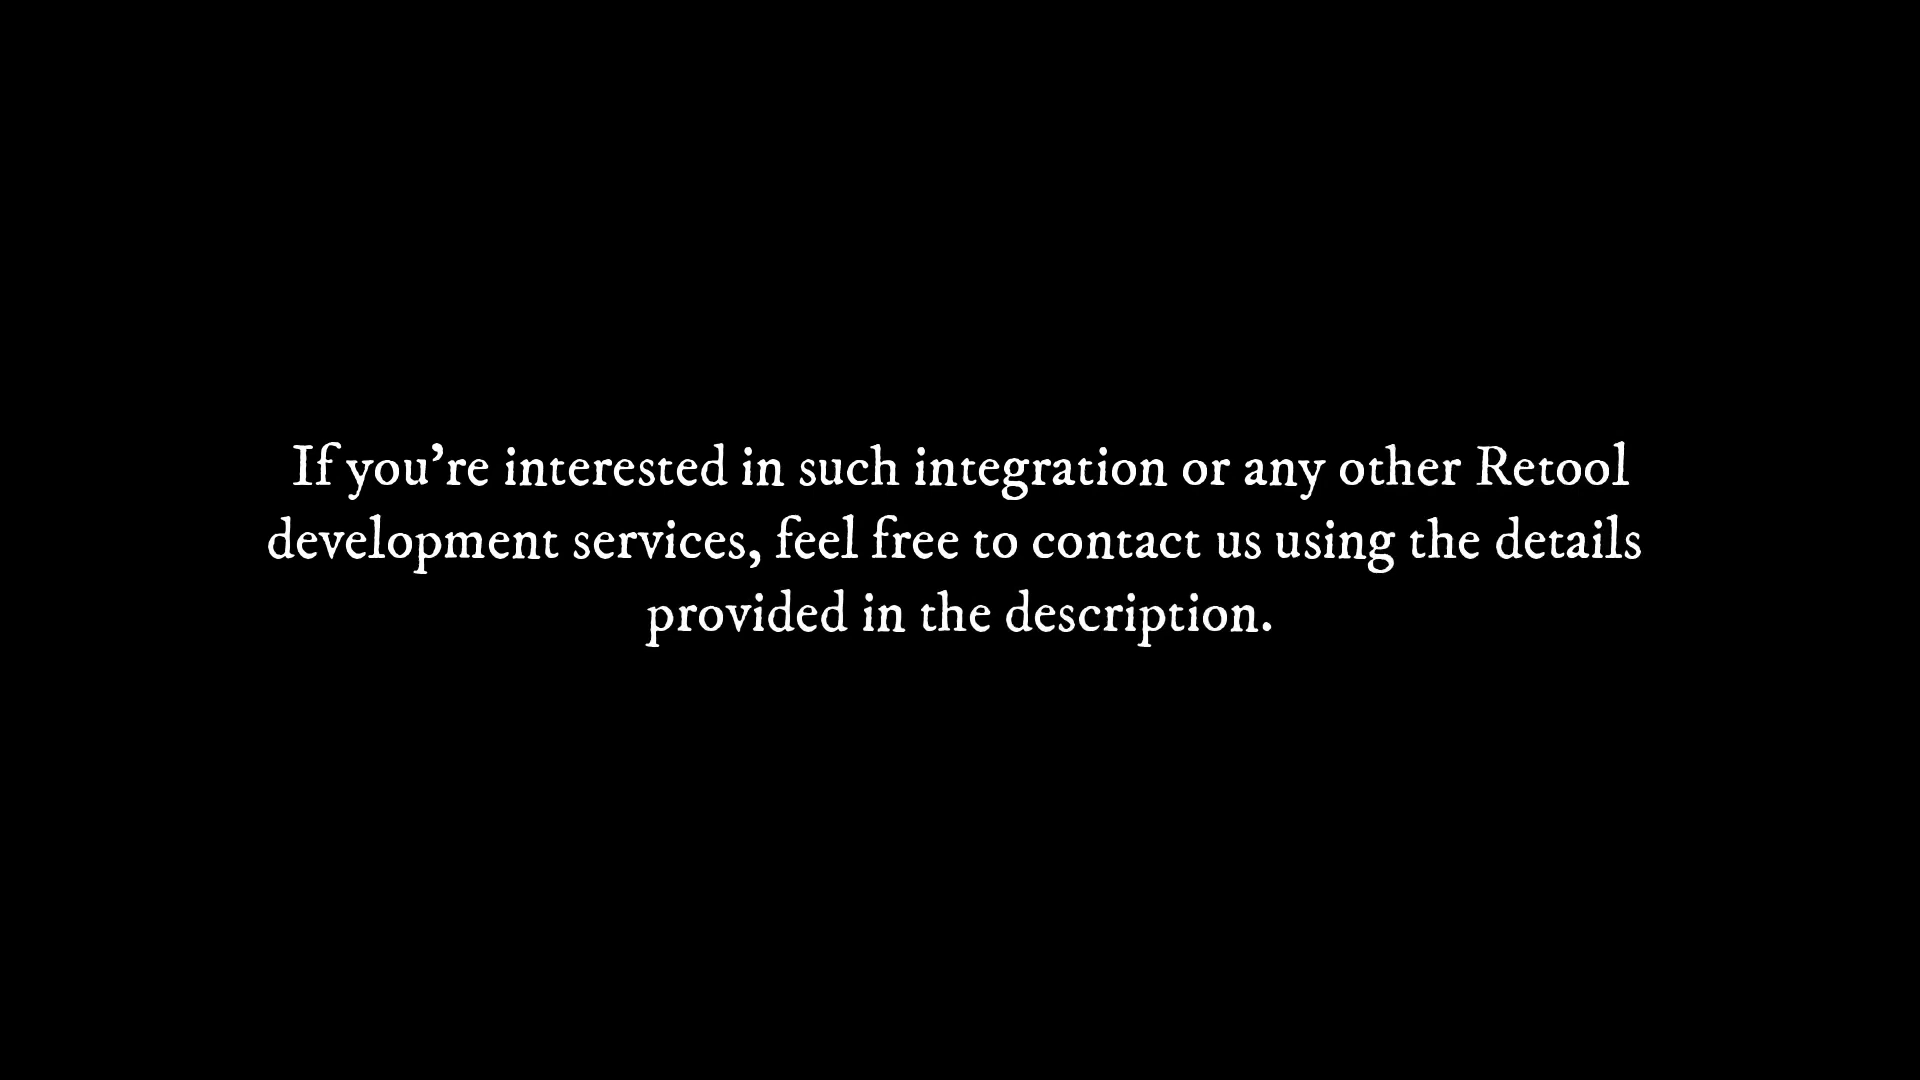 If you’re interested in such integration or any other Retool
development services, feel free to contact us using the details
provided in the description.